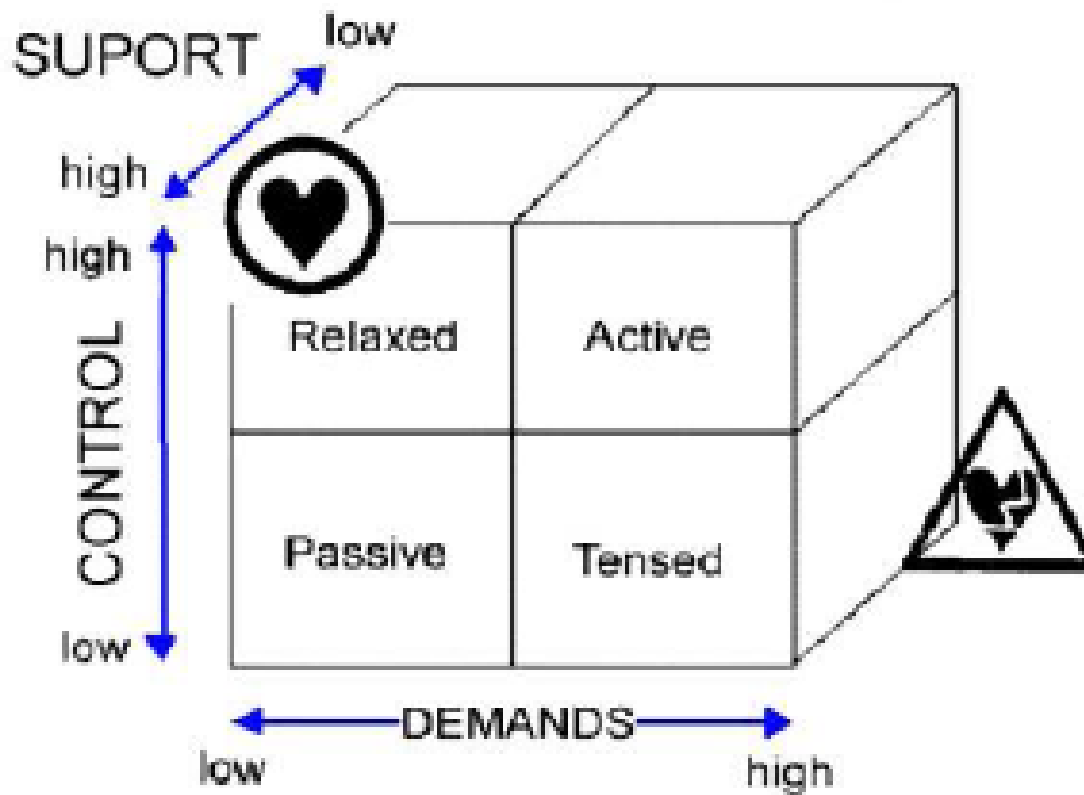 SUPORT
low
high
high
CONTROL
low
Relaxed
Active
Passive
Tensed
DEMANDS
low
high